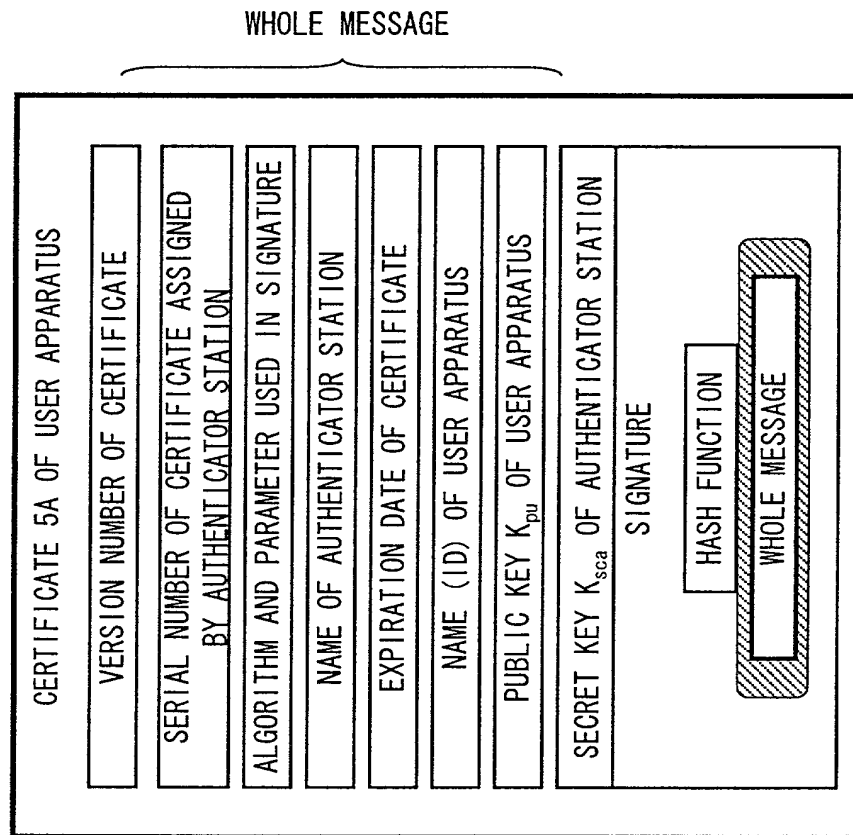 WHOLE MESSAGE
CERTIFICATE 5A OF USER APPARATUS
VERSION NUMBER OF CERTIFICATE
SERIAL NUMBER OF CERTIFICATE ASSIGNED
BY AUTHENTICATOR STATION
ALGORITHM AND PARAMETER USED IN SIGNATURE
NAME OF AUTHENTICATOR STATION
EXPIRATION DATE OF CERTIFICATE
NAME (ID) OF USER APPARATUS
PUBLIC KEY Kpu OF USER APPARATUS
SECRET KEY Ksca OF AUTHENTICATOR STATION
SIGNATURE
HASH FUNCTION
WHOLE MESSAGE